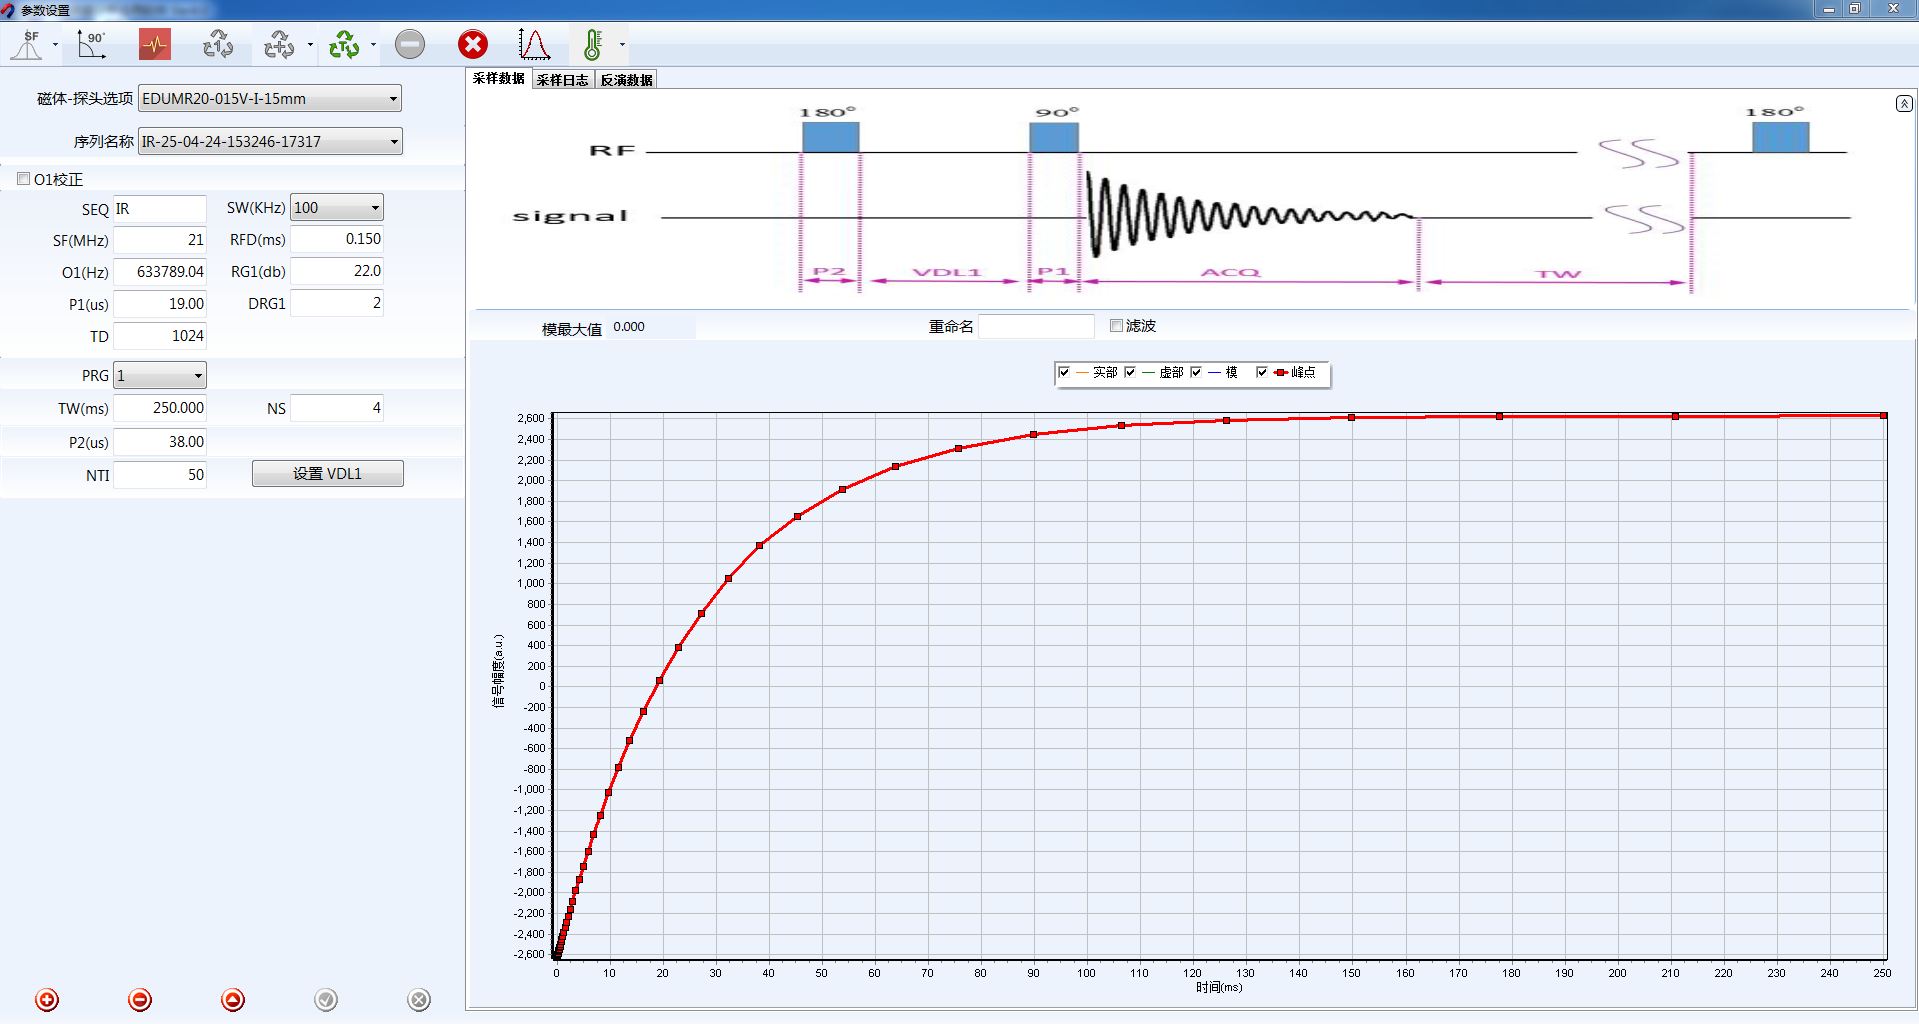 参数设置
SF
90°
1
磁体-探头选项 EDUMR20-015V-I-15mm
序列名称 IR-25-04-24-153246-17317
O1校正
SEQ IR SW(KHz) 100
SF(MHz) 21 RFD(ms) 0.150
O1(Hz) 633789.04 RG1(db) 22.0
P1(us) 19.00 DRG1 2
TD 1024
PRG 1
TW(ms) 250.000 NS 4
P2(us) 38.00
NTI 50 设置 VDL1
采样数据 采样日志 反演数据
180° 90° 180°
RF
signal
P2 VDL1 P1 ACQ TW
模最大值 0.000 重命名 滤波
实部 虚部 模 峰点
2,600
2,400
2,200
2,000
1,800
1,600
1,400
1,200
1,000
800
600
400
200
0
-200
-400
-600
-800
-1,000
-1,200
-1,400
-1,600
-1,800
-2,000
-2,200
-2,400
-2,600
信号幅度(a.u.)
0 10 20 30 40 50 60 70 80 90 100 110 120 130 140 150 160 170 180 190 200 210 220 230 240 250
时间(ms)